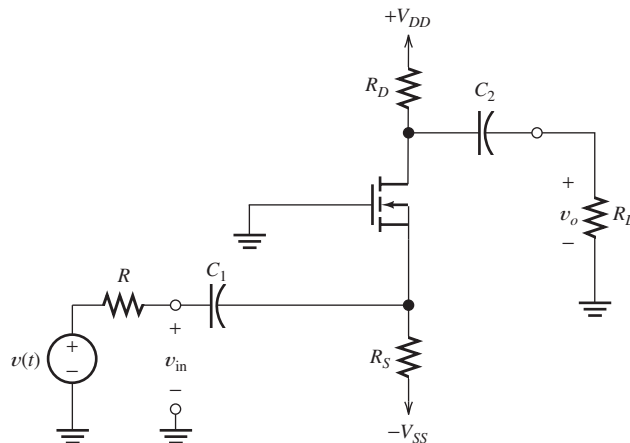 +V_DD
R_D
C_2
+
v_o
−
R_L
R
C_1
v(t)
+
−
+
v_in
−
R_S
−V_SS